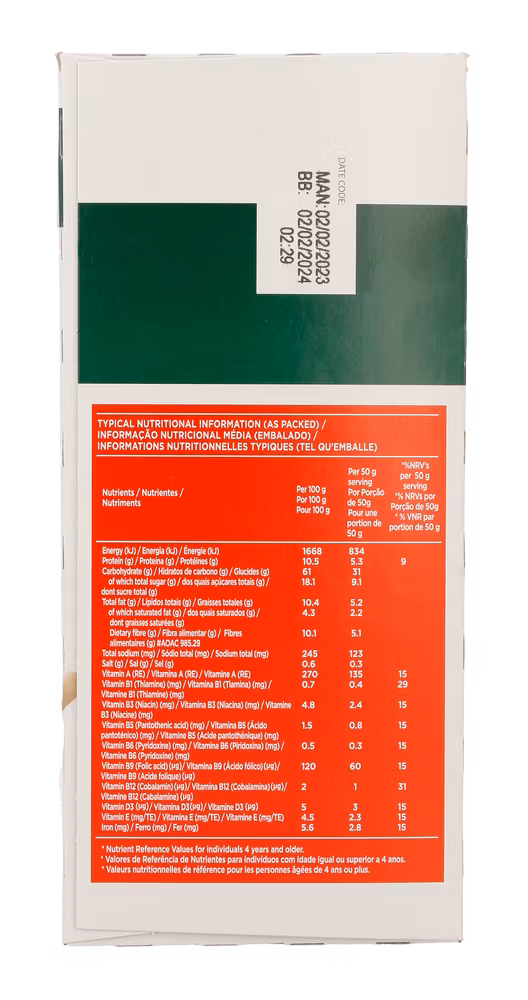 DATE CODE:
MAN: 02/02/2023
BB: 02/02/2024
02:29
TYPICAL NUTRITIONAL INFORMATION (AS PACKED) /
INFORMAÇÃO NUTRICIONAL MÉDIA (EMBALADO) /
INFORMATIONS NUTRITIONNELLES TYPIQUES (TEL QU'EMBALLE)
Nutrients / Nutrientes /
Nutriments
Per 100 g
Por 100 g
Pour 100 g
Per 50 g
serving
Por Porção
de 50g
Pour une
portion de
50 g
*%NRV's
per 50 g
serving
*% NRVs por
Porção de 50g
*% VNR par
portion de 50 g
Energy (kJ) / Energia (kJ) / Énergie (kJ) 1668 834
Protein (g) / Proteína (g) / Protéines (g) 10.5 5.3 9
Carbohydrate (g) / Hidratos de carbono (g) / Glucides (g) 61 31
of which total sugar (g) / dos quais açúcares totais (g) / 18.1 9.1
dont sucre total (g)
Total fat (g) / Lípidos totais (g) / Graisses totales (g) 10.4 5.2
of which saturated fat (g) / dos quais saturados (g) / 4.3 2.2
dont graisses saturées (g)
Dietary fibre (g) / Fibra alimentar (g) / Fibres 10.1 5.1
alimentaires (g) #AOAC 985.29
Total sodium (mg) / Sódio total (mg) / Sodium total (mg) 245 123
Salt (g) / Sal (g) / Sel (g) 0.6 0.3
Vitamin A (RE) / Vitamina A (RE) / Vitamine A (RE) 270 135 15
Vitamin B1 (Thiamine) (mg) / Vitamina B1 (Tiamina) (mg) / 0.7 0.4 29
Vitamine B1 (Thiamine) (mg)
Vitamin B3 (Niacin) (mg) / Vitamina B3 (Niacina) (mg) / Vitamine 4.8 2.4 15
B3 (Niacine) (mg)
Vitamin B5 (Pantothenic acid) (mg) / Vitamina B5 (Ácido 1.5 0.8 15
pantoténico) (mg) / Vitamine B5 (Acide pantothénique) (mg)
Vitamin B6 (Pyridoxine) (mg) / Vitamina B6 (Piridoxina) (mg) / 0.5 0.3 15
Vitamine B6 (Pyridoxine) (mg)
Vitamin B9 (Folic acid) (µg) / Vitamina B9 (Ácido fólico) (µg) / 120 60 15
Vitamine B9 (Acide folique) (µg)
Vitamin B12 (Cobalamin) (µg) / Vitamina B12 (Cobalamina) (µg) / 2 1 31
Vitamine B12 (Cabalamine) (µg)
Vitamin D3 (µg) / Vitamina D3 (µg) / Vitamine D3 (µg) 5 3 15
Vitamin E (mg/TE) / Vitamina E (mg/TE) / Vitamine E (mg/TE) 4.5 2.3 15
Iron (mg) / Ferro (mg) / Fer (mg) 5.6 2.8 15
* Nutrient Reference Values for individuals 4 years and older.
* Valores de Referência de Nutrientes para indivíduos com idade igual ou superior a 4 anos.
* Valeurs nutritionnelles de référence pour les personnes âgées de 4 ans ou plus.